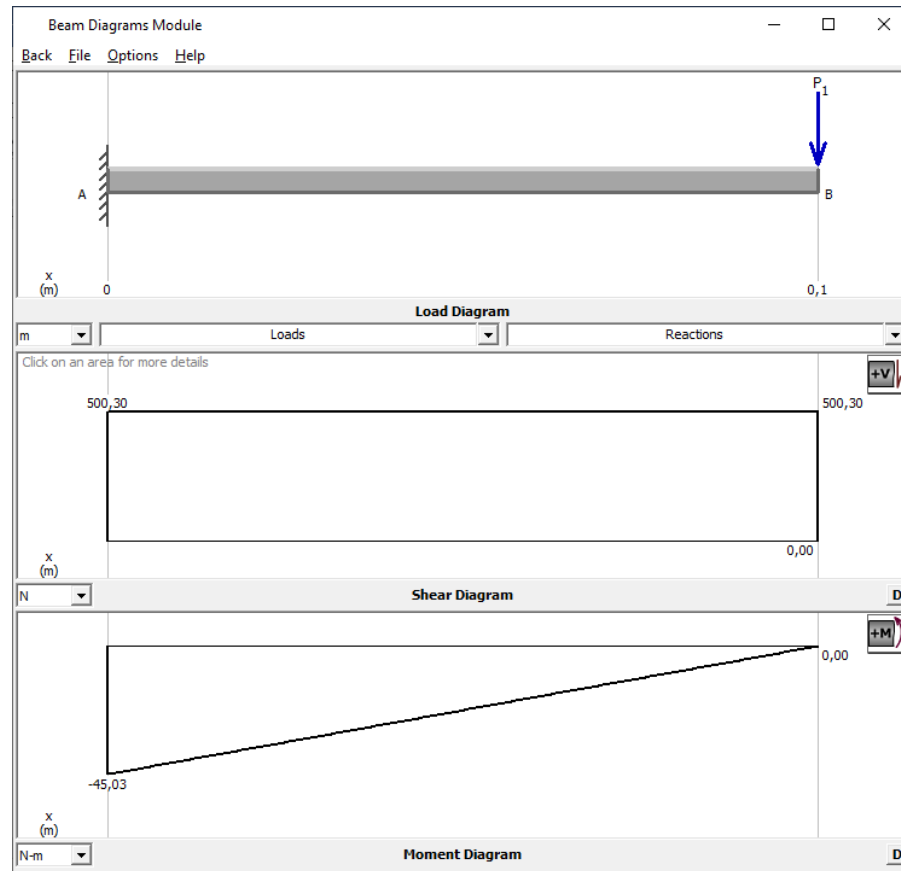 Beam Diagrams Module
Back File Options Help
P1
A
B
x
(m)
0
0,1
Load Diagram
m
Loads
Reactions
Click on an area for more details
+V
500,30
500,30
0,00
x
(m)
N
Shear Diagram
D
+M
0,00
-45,03
x
(m)
N-m
Moment Diagram
D